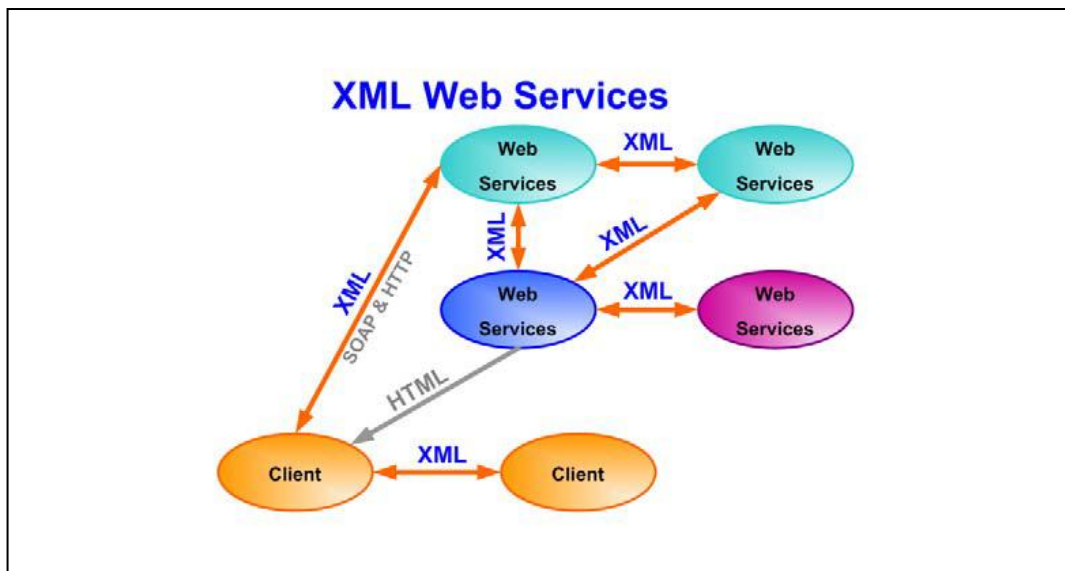 XML Web Services
Web
Services
XML
Web
Services
XML
XML
XML
SOAP & HTTP
Web
Services
XML
Web
Services
HTML
Client
XML
Client